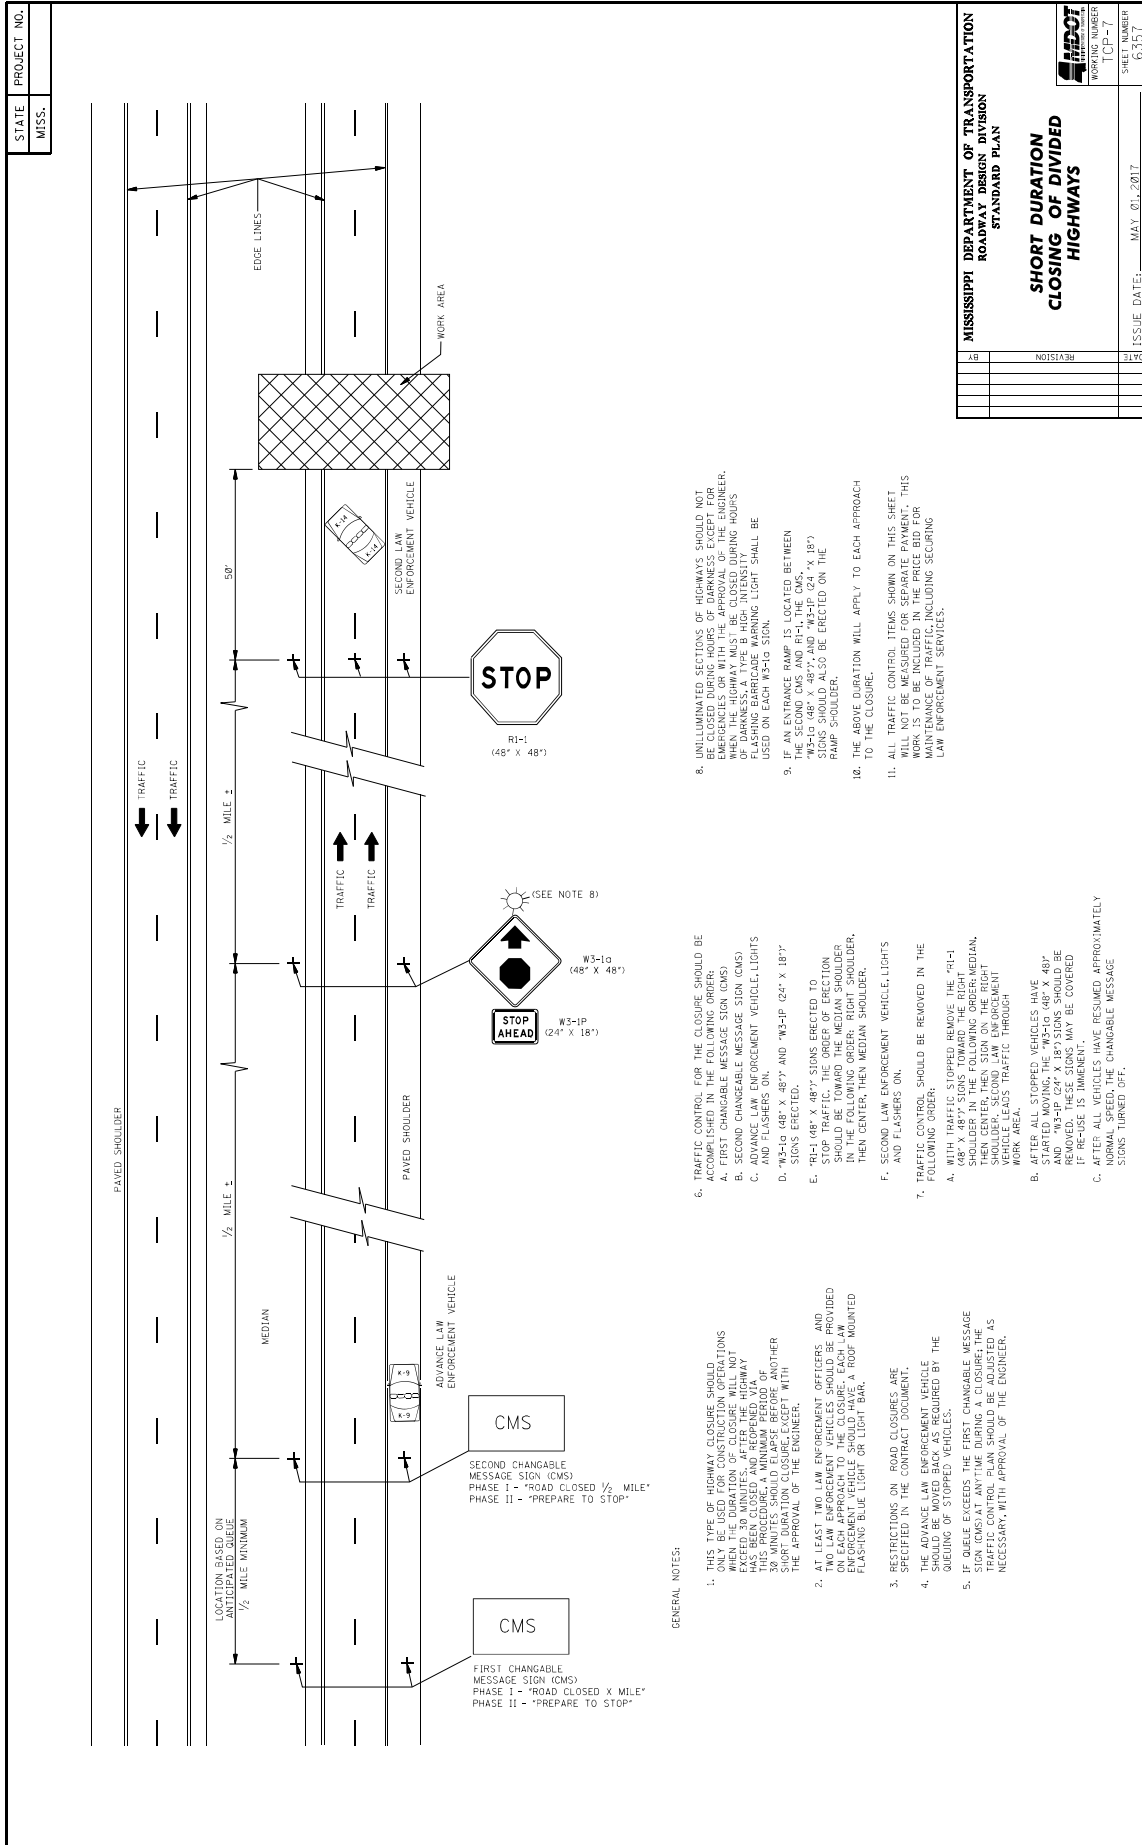 STATE
PROJECT NO.
MISS.
EDGE LINES
WORK AREA
50'
SECOND LAW
ENFORCEMENT VEHICLE
K-14
K-14
STOP
R1-1
(48" X 48")
TRAFFIC
TRAFFIC
1/2 MILE ±
TRAFFIC
TRAFFIC
(SEE NOTE 8)
W3-1a
(48" X 48")
STOP
AHEAD
W3-1P
(24" X 18")
PAVED SHOULDER
PAVED SHOULDER
1/2 MILE ±
MEDIAN
ADVANCE LAW
ENFORCEMENT VEHICLE
K-9
K-9
CMS
SECOND CHANGABLE
MESSAGE SIGN (CMS)
PHASE I - "ROAD CLOSED 1/2 MILE"
PHASE II - "PREPARE TO STOP"
LOCATION BASED ON
ANTICIPATED QUEUE
1/2 MILE MINIMUM
CMS
FIRST CHANGABLE
MESSAGE SIGN (CMS)
PHASE I - "ROAD CLOSED X MILE"
PHASE II - "PREPARE TO STOP"
GENERAL NOTES:
1. THIS TYPE OF HIGHWAY CLOSURE SHOULD
ONLY BE USED FOR CONSTRUCTION OPERATIONS
WHEN THE DURATION OF CLOSURE WILL NOT
EXCEED 30 MINUTES. AFTER THE HIGHWAY
HAS BEEN CLOSED AND REOPENED VIA
THIS PROCEDURE, A MINIMUM PERIOD OF
30 MINUTES SHOULD ELAPSE BEFORE ANOTHER
SHORT DURATION CLOSURE, EXCEPT WITH
THE APPROVAL OF THE ENGINEER.
2. AT LEAST TWO LAW ENFORCEMENT OFFICERS AND
TWO LAW ENFORCEMENT VEHICLES SHOULD BE PROVIDED
ON EACH APPROACH TO THE CLOSURE. EACH LAW
ENFORCEMENT VEHICLE SHOULD HAVE A ROOF MOUNTED
FLASHING BLUE LIGHT OR LIGHT BAR.
3. RESTRICTIONS ON ROAD CLOSURES ARE
SPECIFIED IN THE CONTRACT DOCUMENT.
4. THE ADVANCE LAW ENFORCEMENT VEHICLE
SHOULD BE MOVED BACK AS REQUIRED BY THE
QUEUING OF STOPPED VEHICLES.
5. IF QUEUE EXCEEDS THE FIRST CHANGABLE MESSAGE
SIGN (CMS) AT ANYTIME DURING A CLOSURE; THE
TRAFFIC CONTROL PLAN SHOULD BE ADJUSTED AS
NECESSARY, WITH APPROVAL OF THE ENGINEER.
6. TRAFFIC CONTROL FOR THE CLOSURE SHOULD BE
ACCOMPLISHED IN THE FOLLOWING ORDER:
A. FIRST CHANGABLE MESSAGE SIGN (CMS)
B. SECOND CHANGEABLE MESSAGE SIGN (CMS)
C. ADVANCE LAW ENFORCEMENT VEHICLE, LIGHTS
AND FLASHERS ON.
D. "W3-1a (48" X 48")" AND "W3-1P (24" X 18")"
SIGNS ERECTED.
E. "R1-1 (48" X 48")" SIGNS ERECTED TO
STOP TRAFFIC. THE ORDER OF ERECTION
SHOULD BE TOWARD THE MEDIAN SHOULDER
IN THE FOLLOWING ORDER: RIGHT SHOULDER,
THEN CENTER, THEN MEDIAN SHOULDER.
F. SECOND LAW ENFORCEMENT VEHICLE, LIGHTS
AND FLASHERS ON.
7. TRAFFIC CONTROL SHOULD BE REMOVED IN THE
FOLLOWING ORDER:
A. WITH TRAFFIC STOPPED REMOVE THE "R1-1
(48" X 48")" SIGNS TOWARD THE RIGHT
SHOULDER IN THE FOLLOWING ORDER: MEDIAN,
THEN CENTER, THEN SIGN ON THE RIGHT
SHOULDER. SECOND LAW ENFORCEMENT
VEHICLE LEADS TRAFFIC THROUGH
WORK AREA.
B. AFTER ALL STOPPED VEHICLES HAVE
STARTED MOVING, THE "W3-1a (48" X 48)"
AND "W3-1P (24" X 18") SIGNS SHOULD BE
REMOVED. THESE SIGNS MAY BE COVERED
IF RE-USE IS IMMENENT.
C. AFTER ALL VEHICLES HAVE RESUMED APPROXIMATELY
NORMAL SPEED, THE CHANGABLE MESSAGE
SIGNS TURNED OFF.
8. UNILLUMINATED SECTIONS OF HIGHWAYS SHOULD NOT
BE CLOSED DURING HOURS OF DARKNESS EXCEPT FOR
EMERGENCIES OR WITH THE APPROVAL OF THE ENGINEER.
WHEN THE HIGHWAY MUST BE CLOSED DURING HOURS
OF DARKNESS, A TYPE B HIGH INTENSITY
FLASHING BARRICADE WARNING LIGHT SHALL BE
USED ON EACH W3-1a SIGN.
9. IF AN ENTRANCE RAMP IS LOCATED BETWEEN
THE SECOND CMS AND R1-1, THE CMS,
"W3-1a (48" X 48")", AND "W3-1P (24 "X 18")
SIGNS SHOULD ALSO BE ERECTED ON THE
RAMP SHOULDER.
10. THE ABOVE DURATION WILL APPLY TO EACH APPROACH
TO THE CLOSURE.
11. ALL TRAFFIC CONTROL ITEMS SHOWN ON THIS SHEET
WILL NOT BE MEASURED FOR SEPARATE PAYMENT. THIS
WORK IS TO BE INCLUDED IN THE PRICE BID FOR
MAINTENANCE OF TRAFFIC, INCLUDING SECURING
LAW ENFORCEMENT SERVICES.
BY
REVISION
DATE
MISSISSIPPI DEPARTMENT OF TRANSPORTATION
ROADWAY DESIGN DIVISION
STANDARD PLAN
SHORT DURATION
CLOSING OF DIVIDED
HIGHWAYS
MDOT
WORKING NUMBER
TCP-7
SHEET NUMBER
6357
ISSUE DATE: MAY 01, 2017